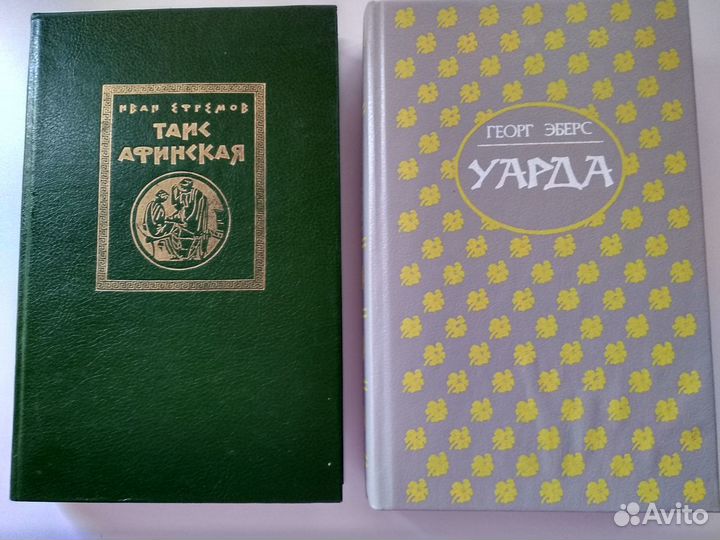 ИВАН ЕФРЕМОВ
ТАИС
АФИНСКАЯ
ГЕОРГ ЭБЕРС
УАРДА
Avito